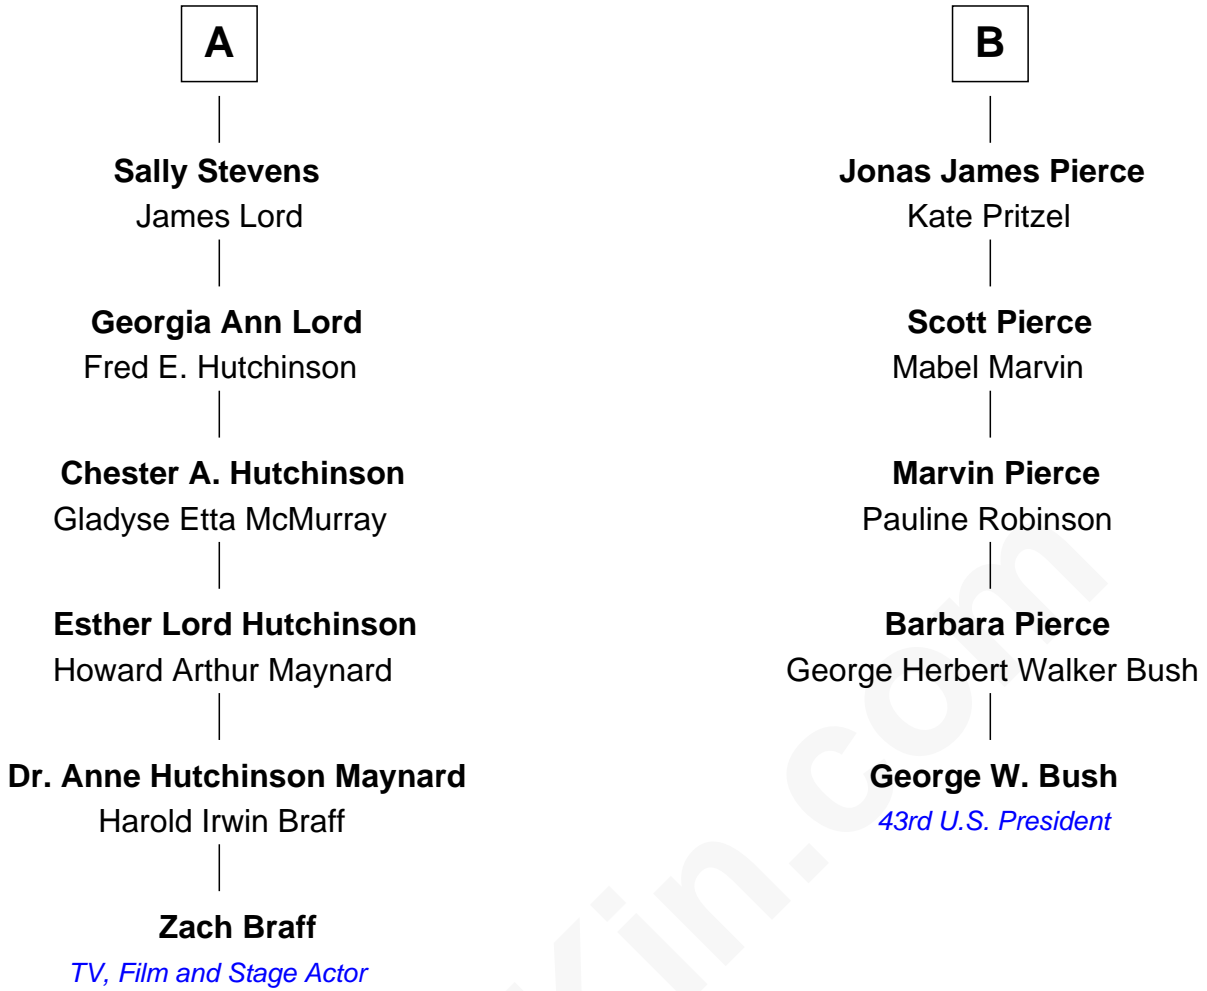 A
Sally Stevens
James Lord
Georgia Ann Lord
Fred E. Hutchinson
Chester A. Hutchinson
Gladyse Etta McMurray
Esther Lord Hutchinson
Howard Arthur Maynard
Dr. Anne Hutchinson Maynard
Harold Irwin Braff
Zach Braff
TV, Film and Stage Actor
B
Jonas James Pierce
Kate Pritzel
Scott Pierce
Mabel Marvin
Marvin Pierce
Pauline Robinson
Barbara Pierce
George Herbert Walker Bush
George W. Bush
43rd U.S. President
Kin.com